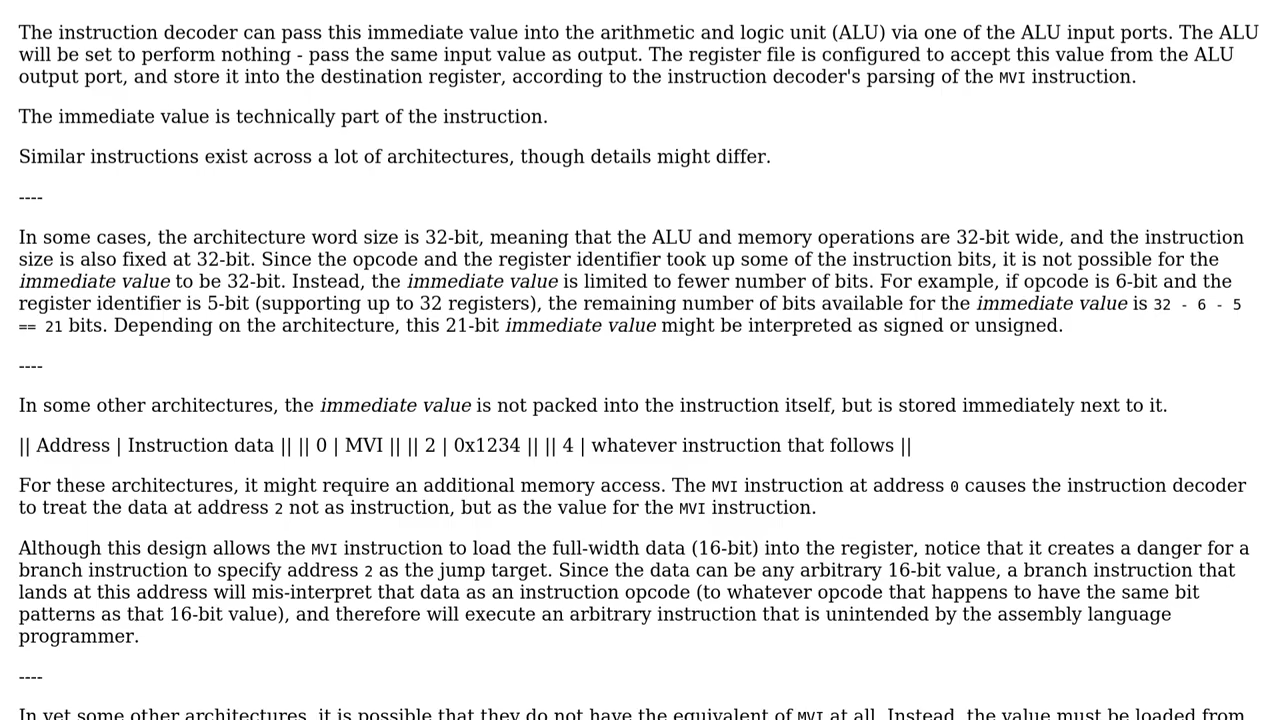 The instruction decoder can pass this immediate value into the arithmetic and logic unit (ALU) via one of the ALU input ports. The ALU
will be set to perform nothing - pass the same input value as output. The register file is configured to accept this value from the ALU
output port, and store it into the destination register, according to the instruction decoder's parsing of the MVI instruction.
The immediate value is technically part of the instruction.
Similar instructions exist across a lot of architectures, though details might differ.
----
In some cases, the architecture word size is 32-bit, meaning that the ALU and memory operations are 32-bit wide, and the instruction
size is also fixed at 32-bit. Since the opcode and the register identifier took up some of the instruction bits, it is not possible for the
immediate value to be 32-bit. Instead, the immediate value is limited to fewer number of bits. For example, if opcode is 6-bit and the
register identifier is 5-bit (supporting up to 32 registers), the remaining number of bits available for the immediate value is 32 - 6 - 5
== 21 bits. Depending on the architecture, this 21-bit immediate value might be interpreted as signed or unsigned.
----
In some other architectures, the immediate value is not packed into the instruction itself, but is stored immediately next to it.
|| Address | Instruction data || || 0 | MVI || || 2 | 0x1234 || || 4 | whatever instruction that follows ||
For these architectures, it might require an additional memory access. The MVI instruction at address 0 causes the instruction decoder
to treat the data at address 2 not as instruction, but as the value for the MVI instruction.
Although this design allows the MVI instruction to load the full-width data (16-bit) into the register, notice that it creates a danger for a
branch instruction to specify address 2 as the jump target. Since the data can be any arbitrary 16-bit value, a branch instruction that
lands at this address will mis-interpret that data as an instruction opcode (to whatever opcode that happens to have the same bit
patterns as that 16-bit value), and therefore will execute an arbitrary instruction that is unintended by the assembly language
programmer.
----
In yet some other architectures, it is possible that they do not have the equivalent of MVI at all. Instead, the value must be loaded from